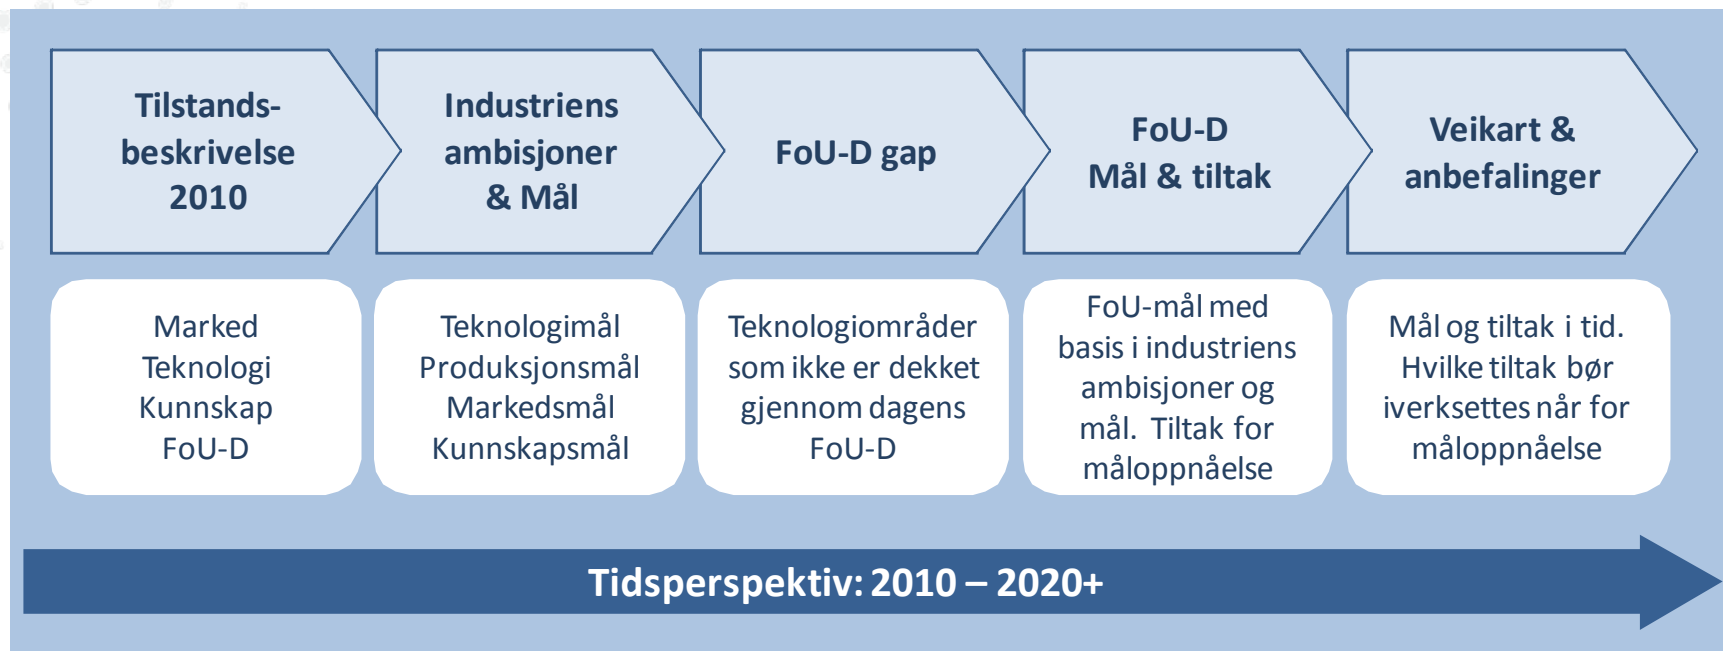 Tilstands-
beskrivelse
2010
Industriens
ambisjoner
& Mål
FoU-D gap
FoU-D
Mål & tiltak
Veikart &
anbefalinger
Marked
Teknologi
Kunnskap
FoU-D
Teknologimål
Produksjonsmål
Markedsmål
Kunnskapsmål
Teknologiområder
som ikke er dekket
gjennom dagens
FoU-D
FoU-mål med
basis i industriens
ambisjoner og
mål. Tiltak for
måloppnåelse
Mål og tiltak i tid.
Hvilke tiltak bør
iverksettes når for
måloppnåelse
Tidsperspektiv: 2010 – 2020+